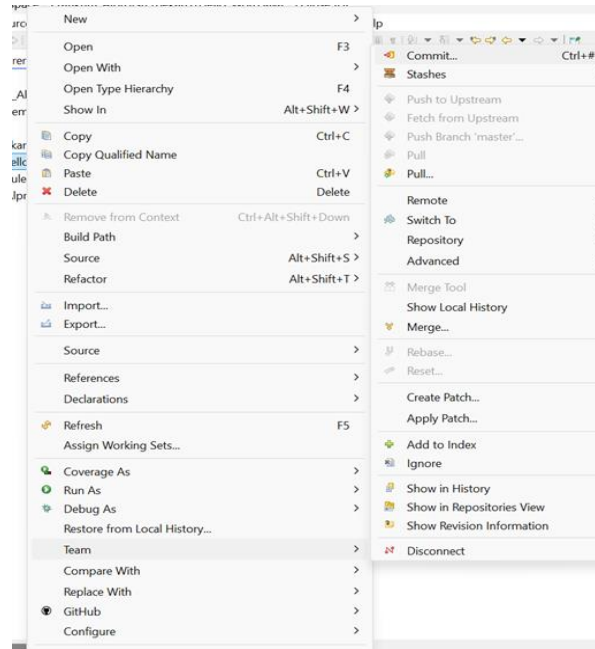 New
Open F3
Open With
Open Type Hierarchy F4
Show In Alt+Shift+W >
Copy Ctrl+C
Copy Qualified Name
Paste Ctrl+V
Delete Delete
Remove from Context Ctrl+Alt+Shift+Down
Build Path
Source Alt+Shift+S >
Refactor Alt+Shift+T >
Import...
Export...
Source
References
Declarations
Refresh F5
Assign Working Sets...
Coverage As
Run As
Debug As
Restore from Local History...
Team
Compare With
Replace With
GitHub
Configure
lp
Commit... Ctrl+#
Stashes
Push to Upstream
Fetch from Upstream
Push Branch 'master'...
Pull
Pull...
Remote
Switch To
Repository
Advanced
Merge Tool
Show Local History
Merge...
Rebase...
Reset...
Create Patch...
Apply Patch...
Add to Index
Ignore
Show in History
Show in Repositories View
Show Revision Information
Disconnect